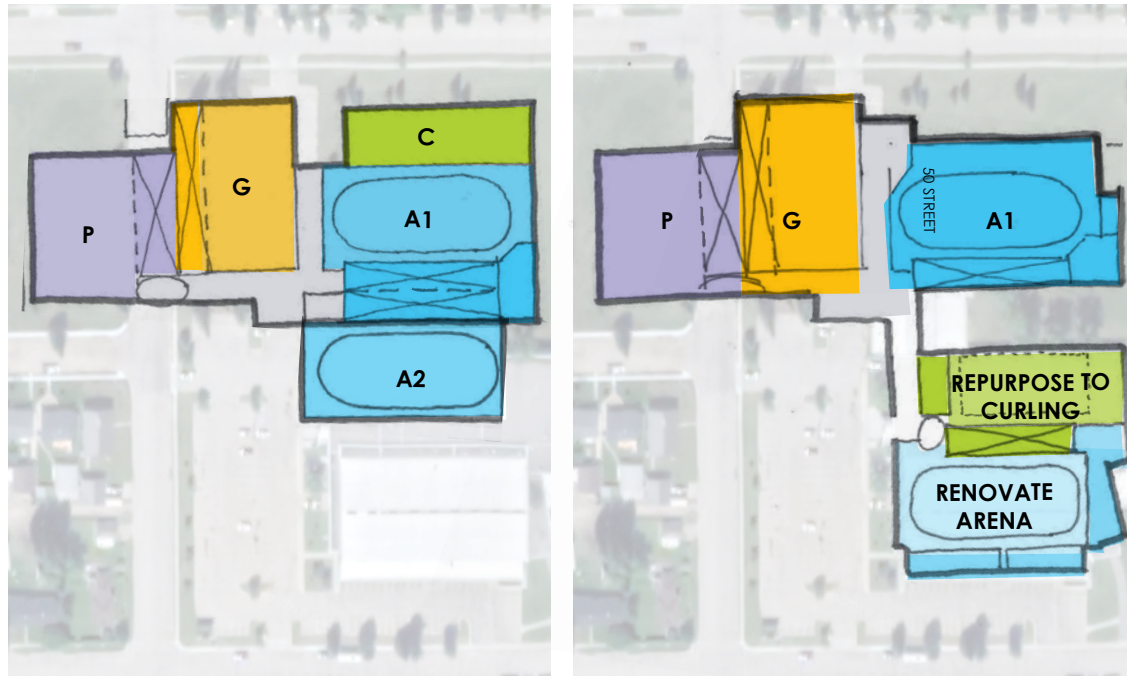 C
G
A1
P
A2
50 STREET
P
G
A1
REPURPOSE TO
CURLING
RENOVATE
ARENA